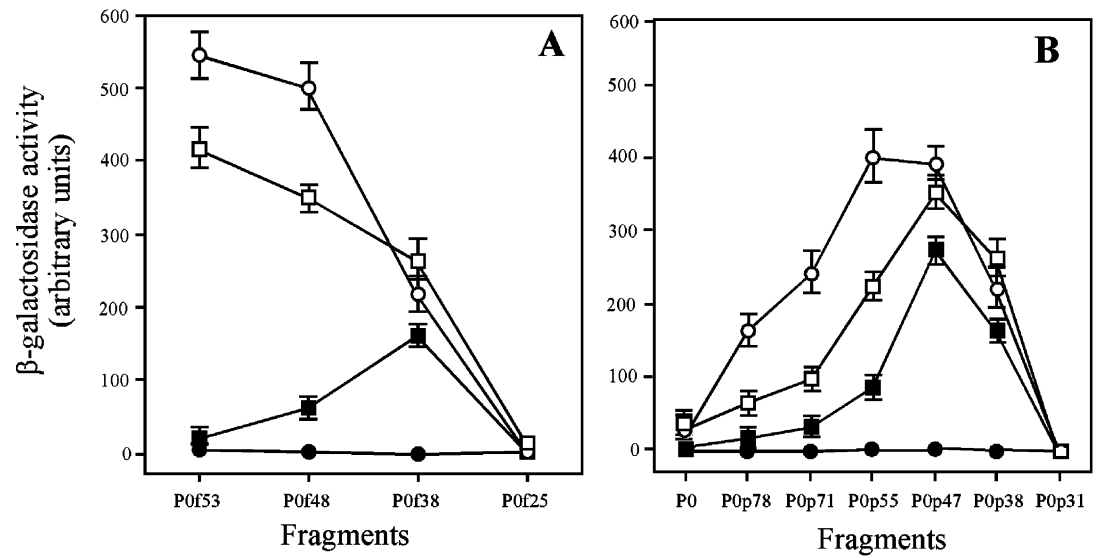 A
β-galactosidase activity
(arbitrary units)
600
500
400
300
200
100
0
P0f53 P0f48 P0f38 P0f25
Fragments
B
600
500
400
300
200
100
0
P0 P0p78 P0p71 P0p55 P0p47 P0p38 P0p31
Fragments